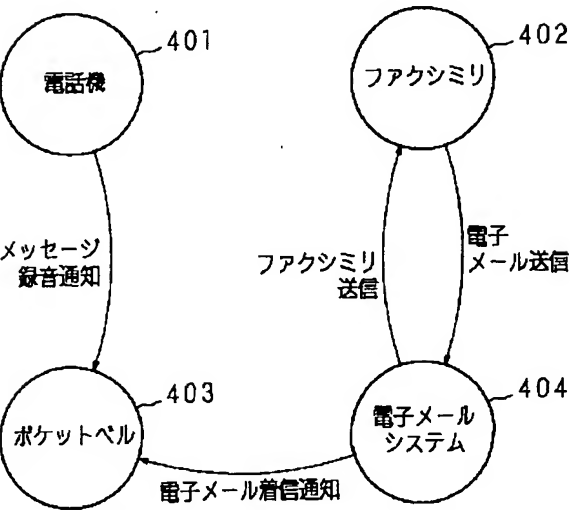 401
電話機
402
ファクシミリ
メッセージ
録音通知
ファクシミリ
送信
電子
メール送信
403
ポケットベル
404
電子メール
システム
電子メール着信通知